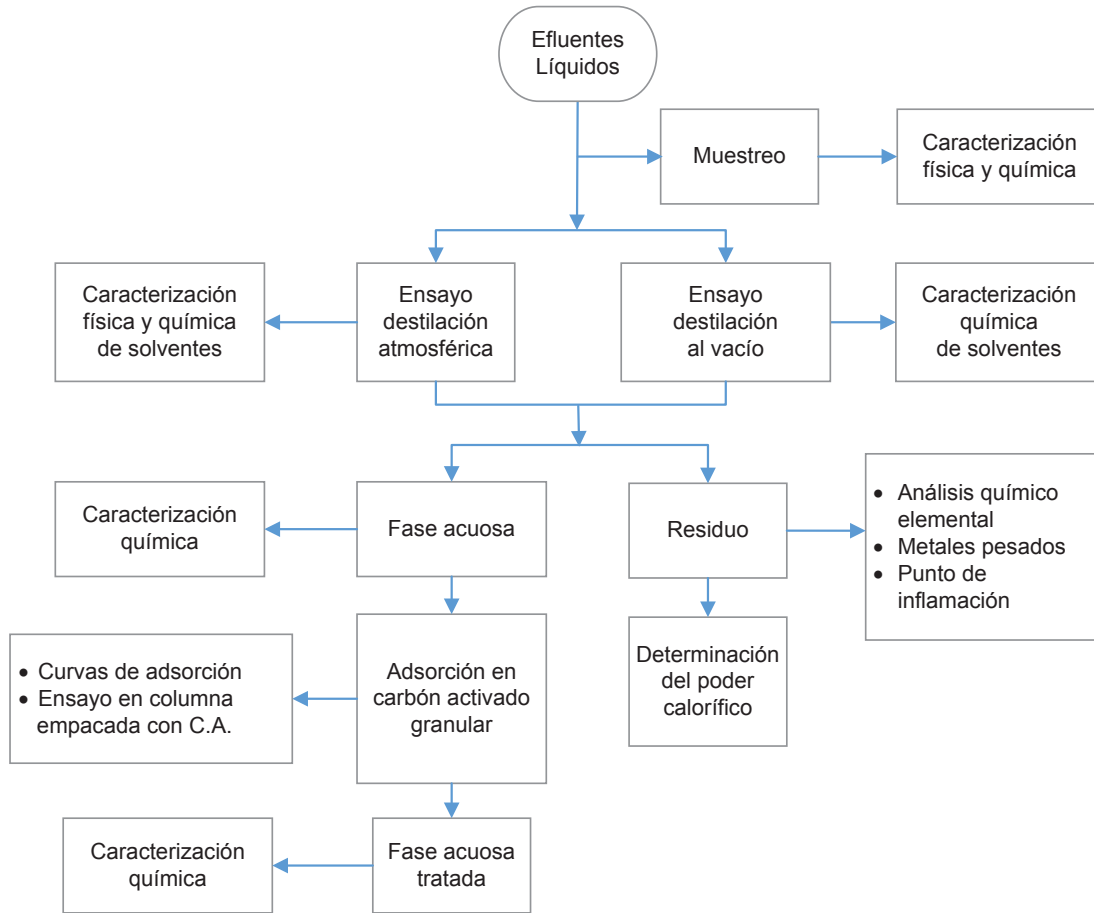 Efluentes
Líquidos
Muestreo
Caracterización
física y química
Caracterización
física y química
de solventes
Ensayo
destilación
atmosférica
Ensayo
destilación
al vacío
Caracterización
química
de solventes
Caracterización
química
Fase acuosa
Residuo
• Análisis químico
elemental
• Metales pesados
• Punto de
inflamación
• Curvas de adsorción
• Ensayo en columna
empacada con C.A.
Adsorción en
carbón activado
granular
Determinación
del poder
calorífico
Caracterización
química
Fase acuosa
tratada